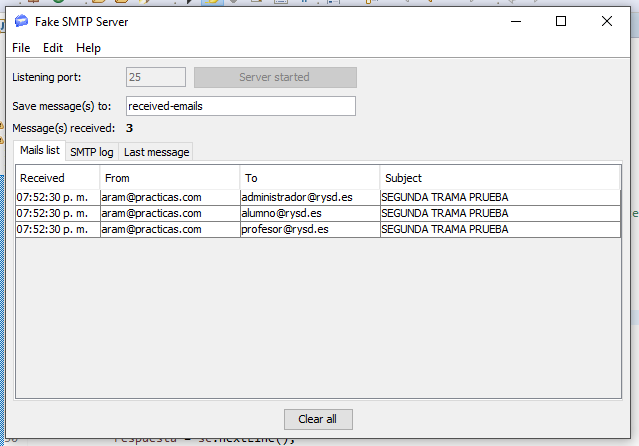 Fake SMTP Server
File Edit Help
Listening port: 25 Server started
Save message(s) to: received-emails
Message(s) received: 3
Mails list SMTP log Last message
Received From To Subject
07:52:30 p. m. aram@practicas.com administrador@rysd.es SEGUNDA TRAMA PRUEBA
07:52:30 p. m. aram@practicas.com alumno@rysd.es SEGUNDA TRAMA PRUEBA
07:52:30 p. m. aram@practicas.com profesor@rysd.es SEGUNDA TRAMA PRUEBA
Clear all